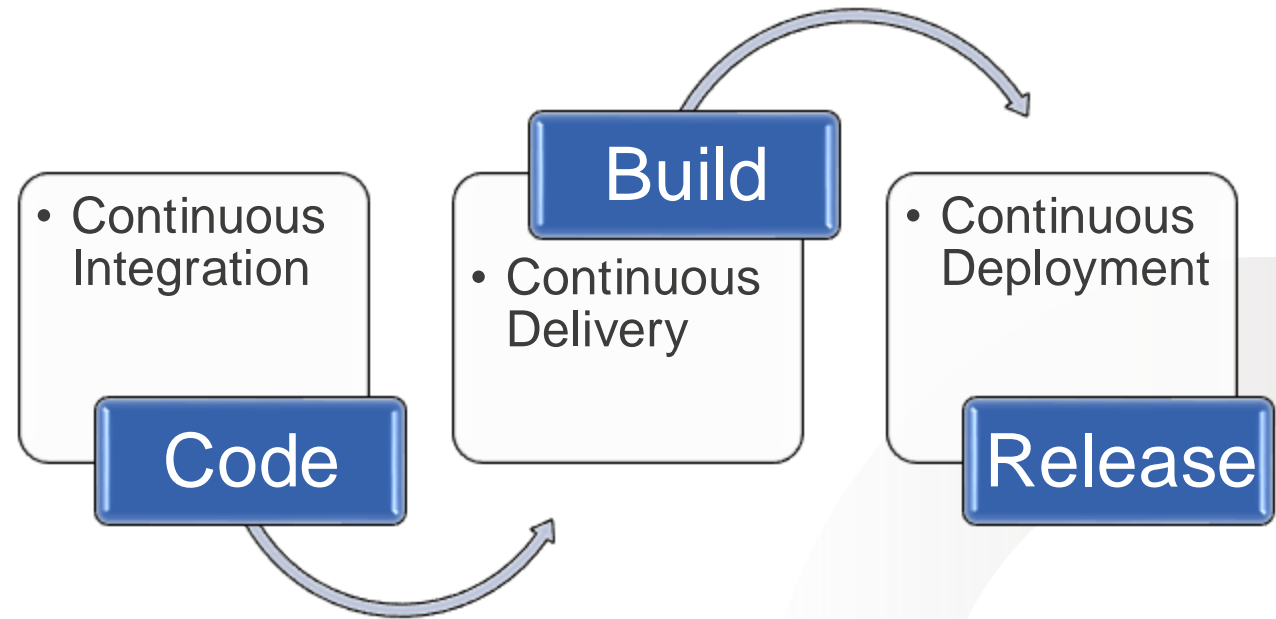 • Continuous
Integration
Code
Build
• Continuous
Delivery
• Continuous
Deployment
Release